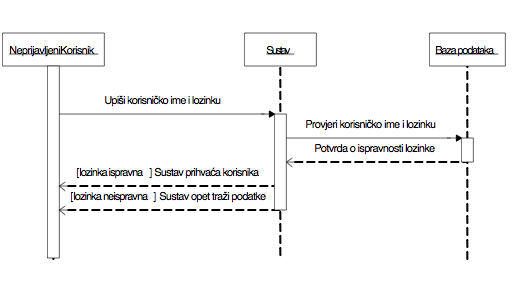 NeprijavljeniKorisnik
Sustav
Baza podataka
Upiši korisničko ime i lozinku
Provjeri korisničko ime i lozinku
Potvrda o ispravnosti lozinke
[lozinka ispravna ] Sustav prihvaća korisnika
[lozinka neispravna ] Sustav opet traži podatke